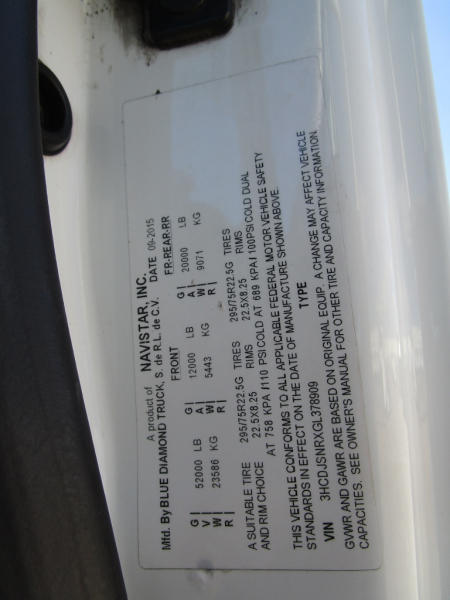 A product of NAVISTAR, INC.
Mfd. By BLUE DIAMOND TRUCK, S. de R.L. de C.V. DATE 09-2015
FRONT FR-REAR-RR
G 52000 LB G 12000 LB G 20000 LB
V A A
W 23586 KG W 5443 KG W 9071 KG
R R R
A SUITABLE TIRE 295/75R22.5G TIRES 295/75R22.5G TIRES
AND RIM CHOICE 22.5X8.25 RIMS 22.5X8.25 RIMS
AT 758 KPA / 110 PSI COLD AT 689 KPA / 100PSI COLD DUAL
THIS VEHICLE CONFORMS TO ALL APPLICABLE FEDERAL MOTOR VEHICLE SAFETY
STANDARDS IN EFFECT ON THE DATE OF MANUFACTURE SHOWN ABOVE.
VIN 3HCDJSNRXGL378909 TYPE
GVWR AND GAWR ARE BASED ON ORIGINAL EQUIP. A CHANGE MAY AFFECT VEHICLE
CAPACITIES. SEE OWNER'S MANUAL FOR OTHER TIRE AND CAPACITY INFORMATION